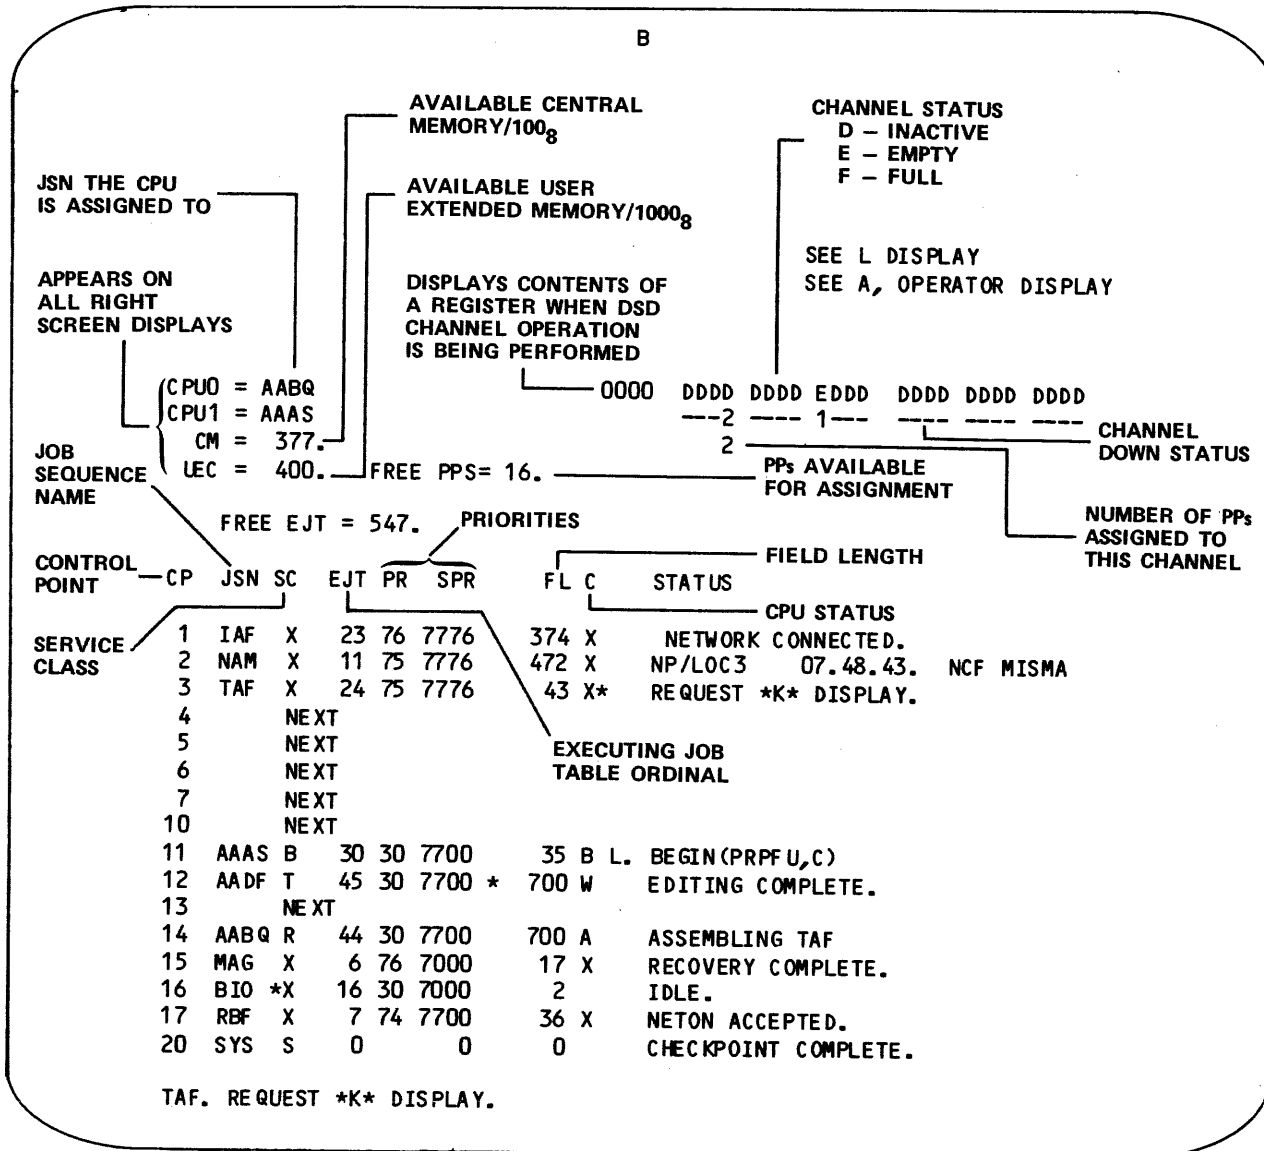 B
AVAILABLE CENTRAL
MEMORY/100₈
CHANNEL STATUS
D – INACTIVE
E – EMPTY
F – FULL
JSN THE CPU
IS ASSIGNED TO
AVAILABLE USER
EXTENDED MEMORY/1000₈
SEE L DISPLAY
SEE A, OPERATOR DISPLAY
APPEARS ON
ALL RIGHT
SCREEN DISPLAYS
DISPLAYS CONTENTS OF
A REGISTER WHEN DSD
CHANNEL OPERATION
IS BEING PERFORMED
CPU0 = AABQ
0000 DDDD DDDD EDDD DDDD DDDD DDDD
CPU1 = AAAS
---2 ---- 1--- ---- ---- ----
CM = 377.
2
CHANNEL
DOWN STATUS
JOB
SEQUENCE
NAME
UEC = 400. FREE PPS= 16.
PPs AVAILABLE
FOR ASSIGNMENT
FREE EJT = 547.
PRIORITIES
NUMBER OF PPs
ASSIGNED TO
THIS CHANNEL
FIELD LENGTH
CONTROL
POINT
CP JSN SC EJT PR SPR FL C STATUS
CPU STATUS
SERVICE
CLASS
1 IAF X 23 76 7776 374 X NETWORK CONNECTED.
2 NAM X 11 75 7776 472 X NP/LOC3 07.48.43. NCF MISMA
3 TAF X 24 75 7776 43 X* REQUEST *K* DISPLAY.
4 NEXT
5 NEXT
6 NEXT
7 NEXT
10 NEXT
EXECUTING JOB
TABLE ORDINAL
11 AAAS B 30 30 7700 35 B L. BEGIN(PRPFU,C)
12 AADF T 45 30 7700 * 700 W EDITING COMPLETE.
13 NEXT
14 AABQ R 44 30 7700 700 A ASSEMBLING TAF
15 MAG X 6 76 7000 17 X RECOVERY COMPLETE.
16 BIO *X 16 30 7000 2 IDLE.
17 RBF X 7 74 7700 36 X NETON ACCEPTED.
20 SYS S 0 0 0 CHECKPOINT COMPLETE.
TAF. REQUEST *K* DISPLAY.